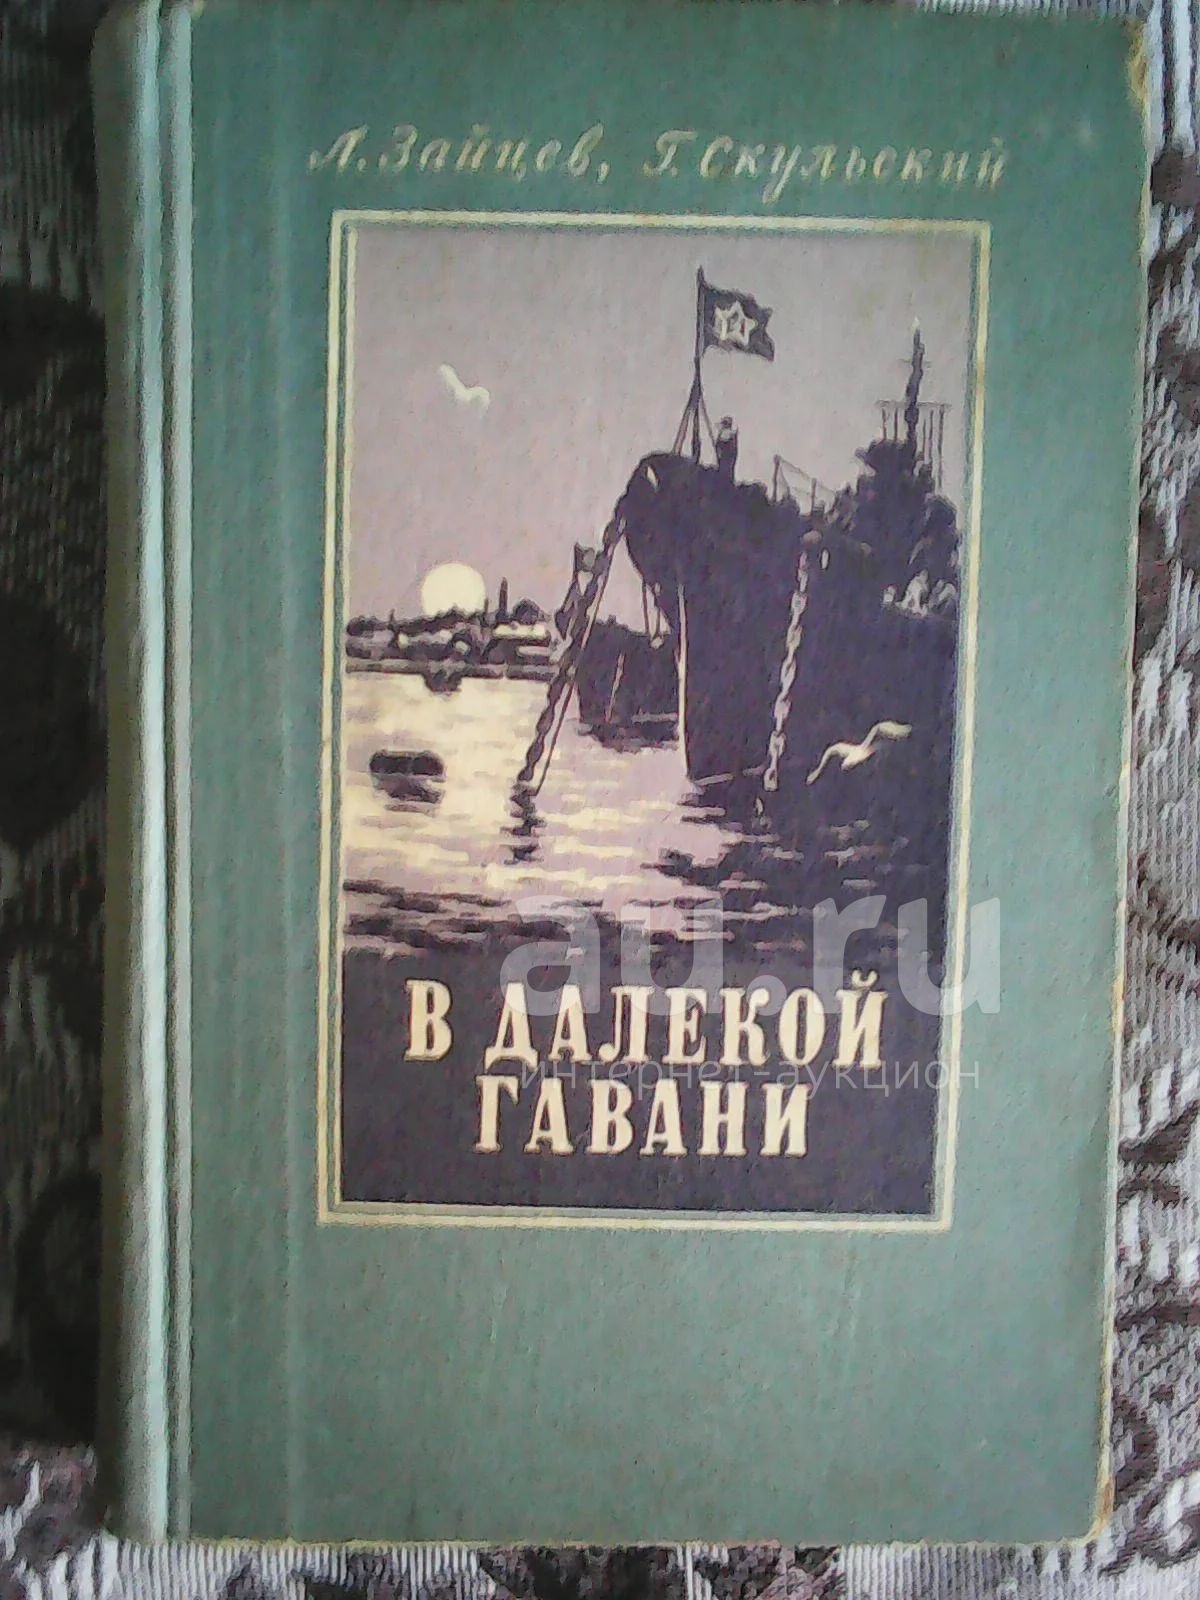 Л. Зайцев, Г. Скульский
au.ru
В ДАЛЕКОЙ
интернет-аукцион
ГАВАНИ